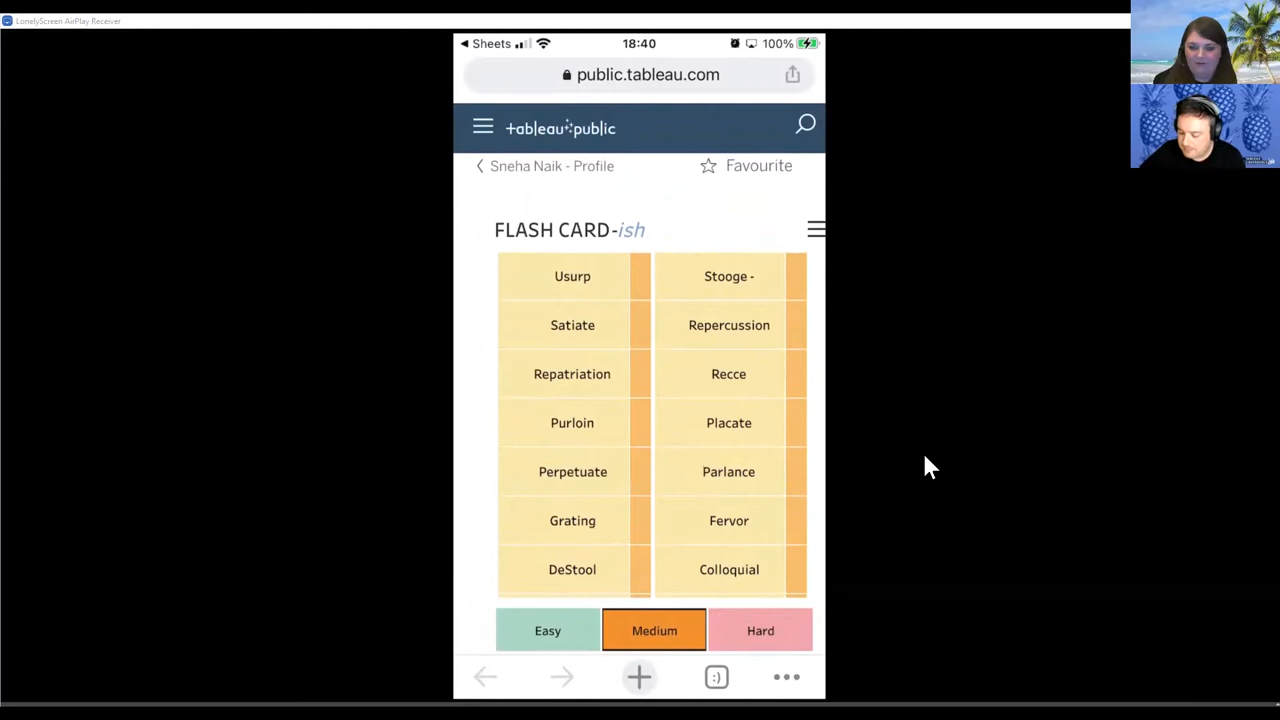 LonelyScreen AirPlay Receiver
Sheets 18:40 100%
public.tableau.com
+ableau public
Sneha Naik - Profile Favourite
FLASH CARD-ish
Usurp Stooge -
Satiate Repercussion
Repatriation Recce
Purloin Placate
Perpetuate Parlance
Grating Fervor
DeStool Colloquial
Easy Medium Hard
:)